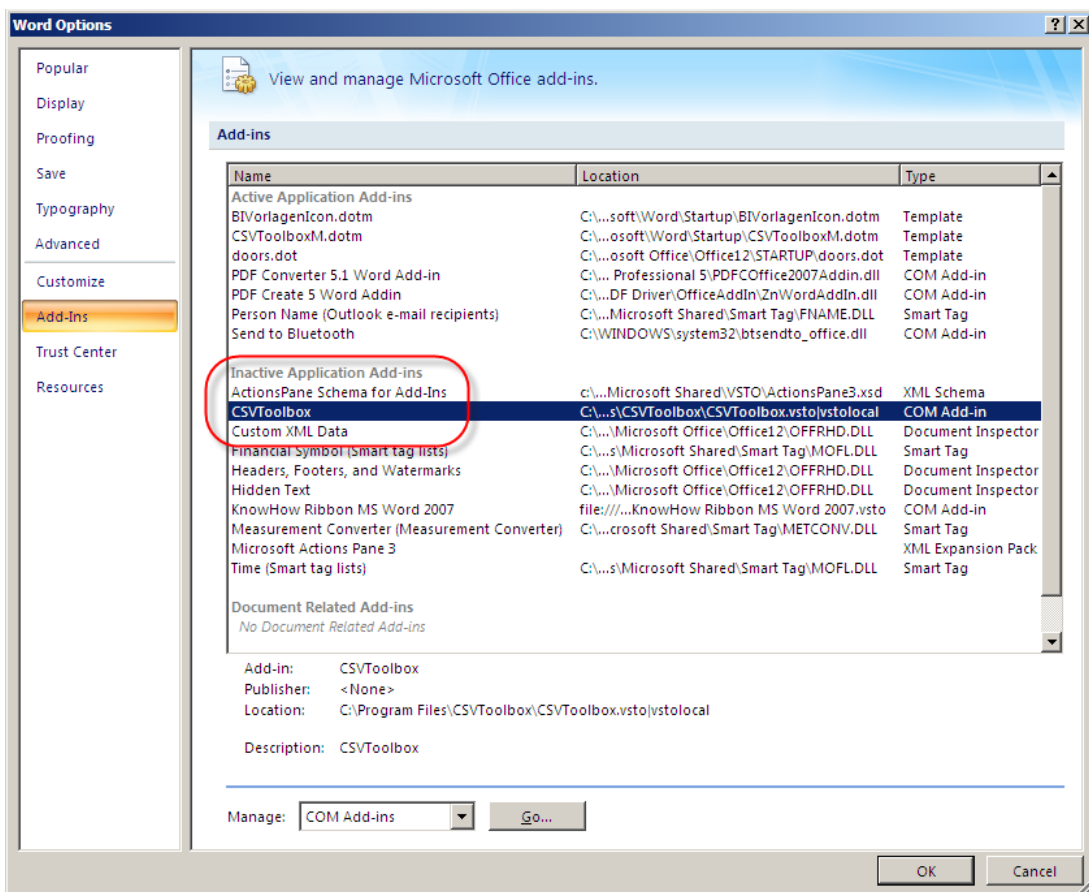 Word Options
Popular
Display
Proofing
Save
Typography
Advanced
Customize
Add-Ins
Trust Center
Resources
View and manage Microsoft Office add-ins.
Add-ins
Name Location Type
Active Application Add-ins
BIVorlagenIcon.dotm C:\...soft\Word\Startup\BIVorlagenIcon.dotm Template
CSVToolboxM.dotm C:\...osoft\Word\Startup\CSVToolboxM.dotm Template
doors.dot C:\...osoft Office\Office12\STARTUP\doors.dot Template
PDF Converter 5.1 Word Add-in C:\... Professional 5\PDFCOffice2007Addin.dll COM Add-in
PDF Create 5 Word Addin C:\...DF Driver\OfficeAddIn\ZnWordAddIn.dll COM Add-in
Person Name (Outlook e-mail recipients) C:\...Microsoft Shared\Smart Tag\FNAME.DLL Smart Tag
Send to Bluetooth C:\WINDOWS\system32\btsendto_office.dll COM Add-in
Inactive Application Add-ins
ActionsPane Schema for Add-Ins c:\...Microsoft Shared\VSTO\ActionsPane3.xsd XML Schema
CSVToolbox C:\...s\CSVToolbox\CSVToolbox.vsto|vstolocal COM Add-in
Custom XML Data C:\...\Microsoft Office\Office12\OFFRHD.DLL Document Inspector
Financial Symbol (Smart tag lists) C:\...s\Microsoft Shared\Smart Tag\MOFL.DLL Smart Tag
Headers, Footers, and Watermarks C:\...\Microsoft Office\Office12\OFFRHD.DLL Document Inspector
Hidden Text C:\...\Microsoft Office\Office12\OFFRHD.DLL Document Inspector
KnowHow Ribbon MS Word 2007 file:///...KnowHow Ribbon MS Word 2007.vsto COM Add-in
Measurement Converter (Measurement Converter) C:\...crosoft Shared\Smart Tag\METCONV.DLL Smart Tag
Microsoft Actions Pane 3 XML Expansion Pack
Time (Smart tag lists) C:\...s\Microsoft Shared\Smart Tag\MOFL.DLL Smart Tag
Document Related Add-ins
No Document Related Add-ins
Add-in: CSVToolbox
Publisher: <None>
Location: C:\Program Files\CSVToolbox\CSVToolbox.vsto|vstolocal
Description: CSVToolbox
Manage: COM Add-ins Go...
OK Cancel